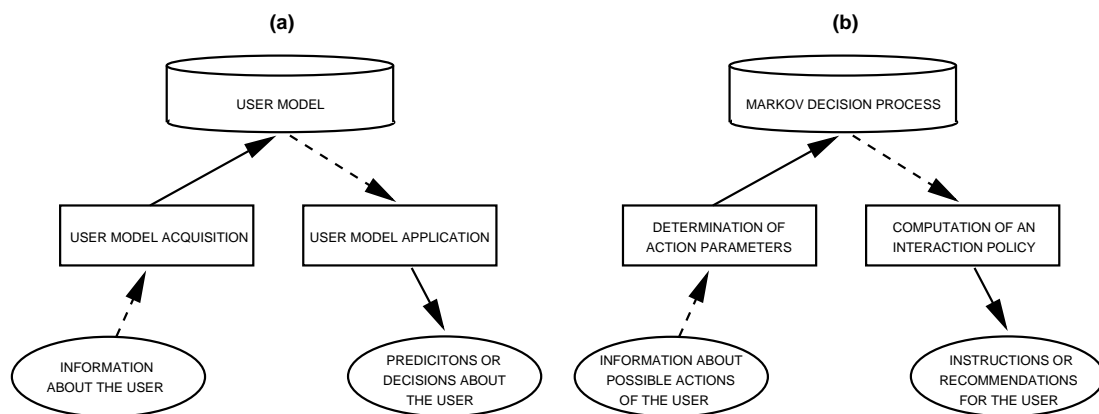 (a)
USER MODEL
USER MODEL ACQUISITION
USER MODEL APPLICATION
INFORMATION
ABOUT THE USER
PREDICITONS OR
DECISIONS ABOUT
THE USER
(b)
MARKOV DECISION PROCESS
DETERMINATION OF
ACTION PARAMETERS
COMPUTATION OF AN
INTERACTION POLICY
INFORMATION ABOUT
POSSIBLE ACTIONS
OF THE USER
INSTRUCTIONS OR
RECOMMENDATIONS
FOR THE USER